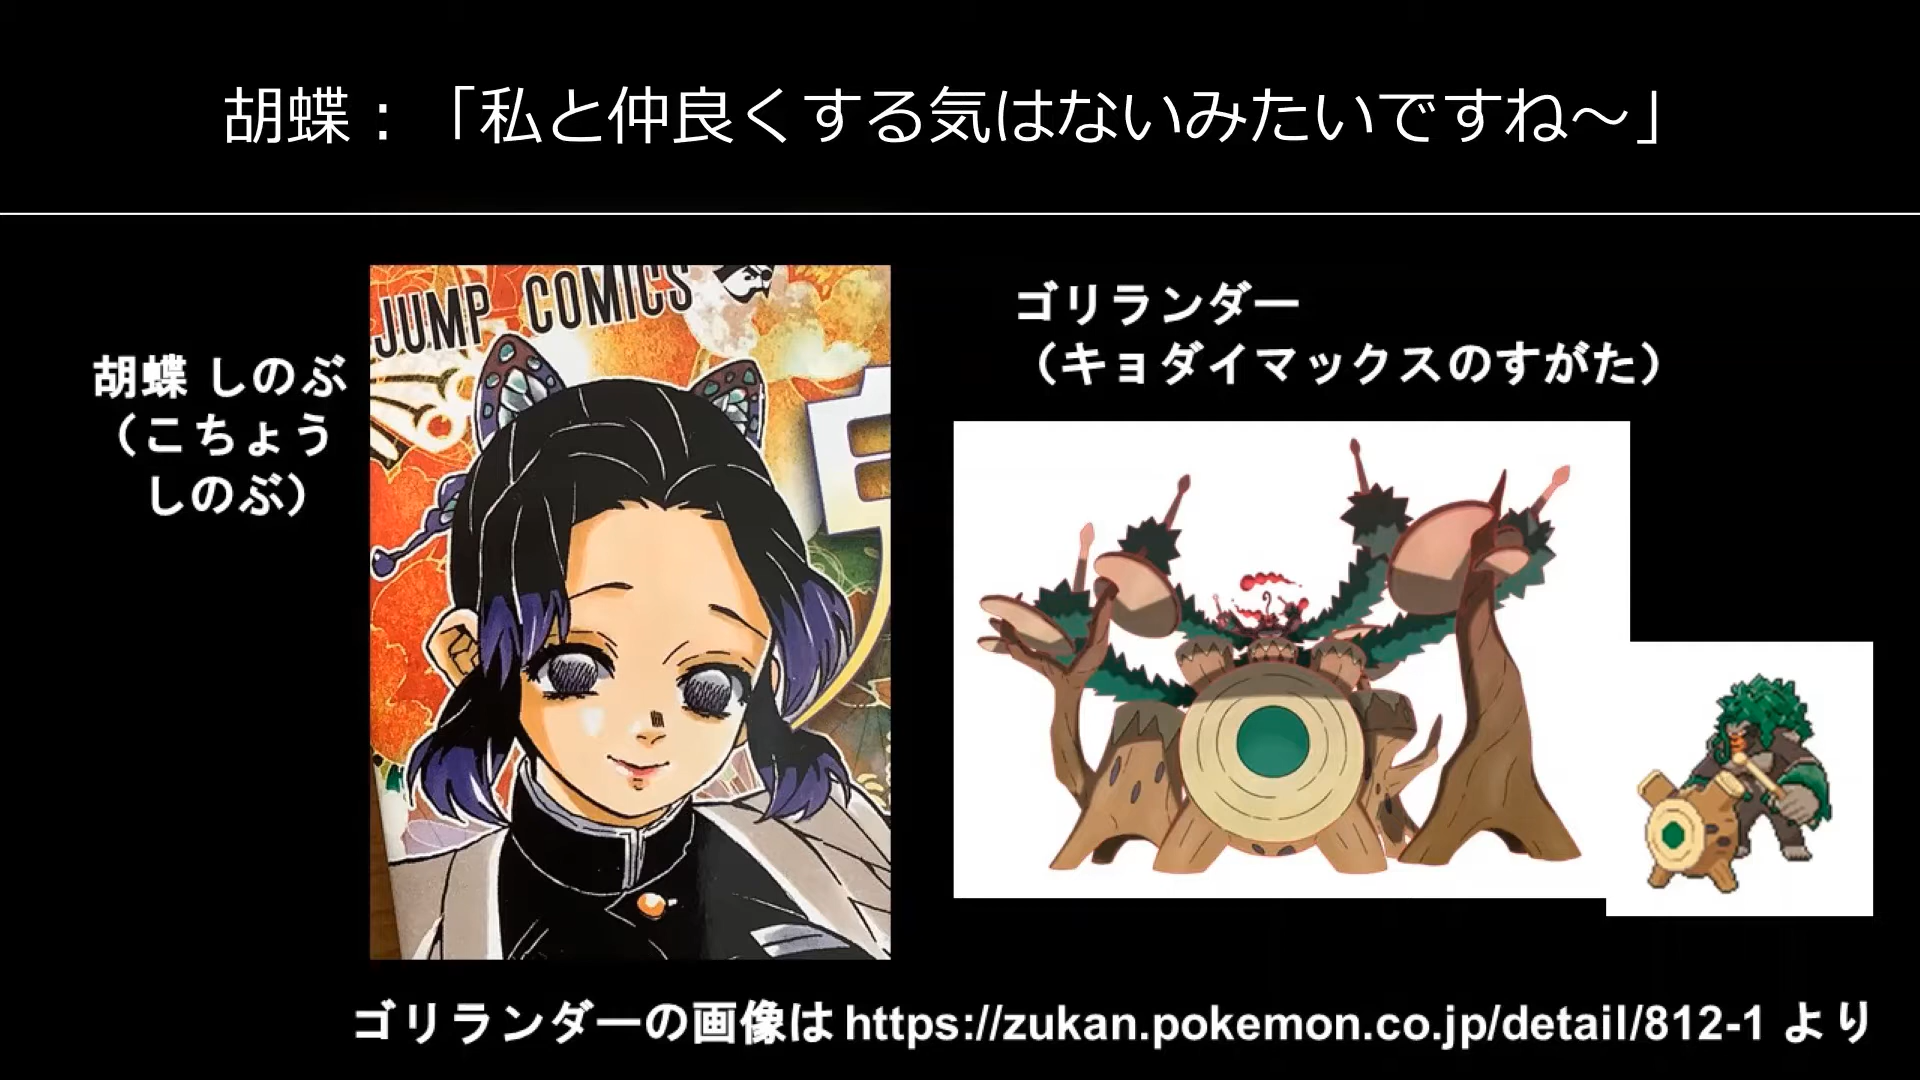 胡蝶：「私と仲良くする気はないみたいですね～」
胡蝶 しのぶ
（こちょう
しのぶ）
JUMP COMICS
ゴリランダー
（キョダイマックスのすがた）
ゴリランダーの画像は https://zukan.pokemon.co.jp/detail/812-1 より